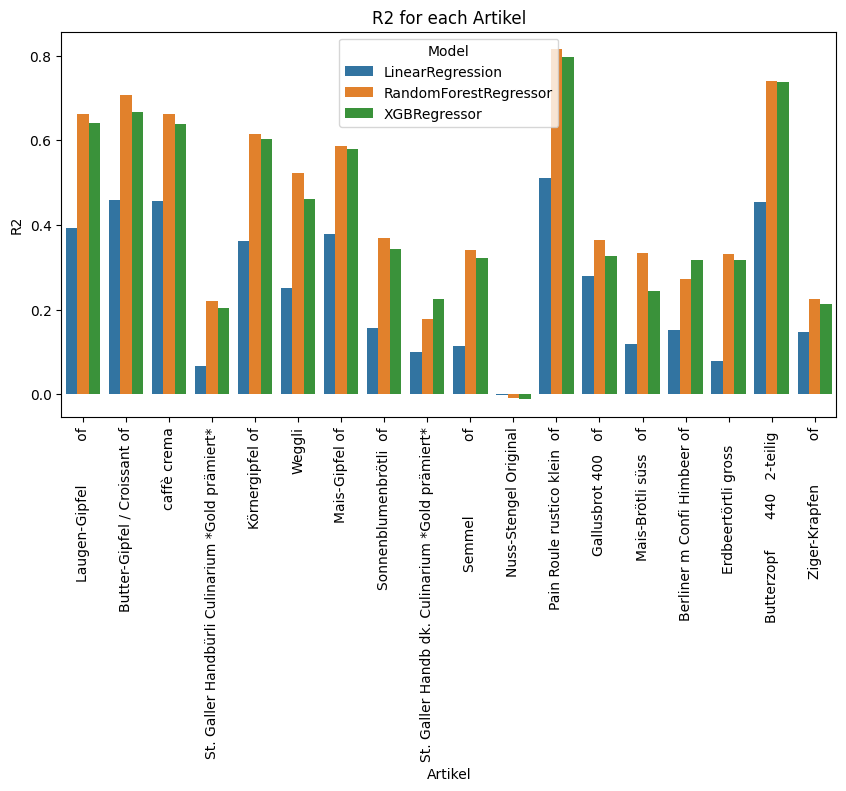 R2 for each Artikel
Model
LinearRegression
RandomForestRegressor
XGBRegressor
R2
0.8
0.6
0.4
0.2
0.0
Laugen-Gipfel of
Butter-Gipfel / Croissant of
caffè crema
St. Galler Handbürli Culinarium *Gold prämiert*
Körnergipfel of
Weggli
Mais-Gipfel of
Sonnenblumenbrötli of
St. Galler Handb dk. Culinarium *Gold prämiert*
Semmel of
Nuss-Stengel Original
Pain Roule rustico klein of
Gallusbrot 400 of
Mais-Brötli süss of
Berliner m Confi Himbeer of
Erdbeertörtli gross
Butterzopf 440 2-teilig
Ziger-Krapfen of
Artikel